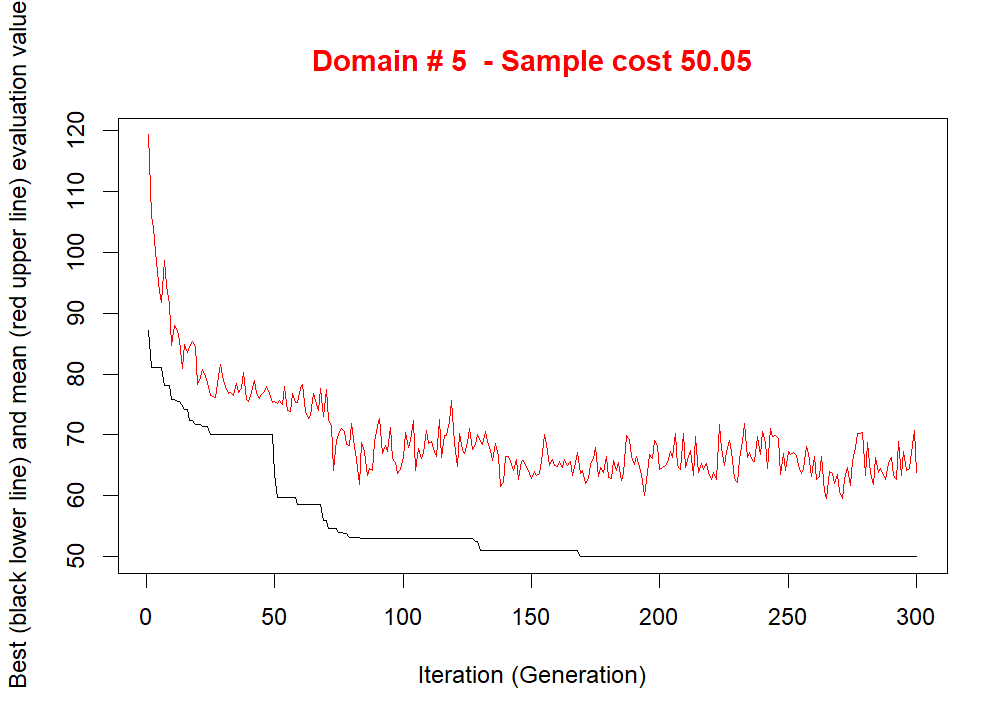 Domain # 5  - Sample cost 50.05
Best (black lower line) and mean (red upper line) evaluation value
120
110
100
90
80
70
60
50
0 50 100 150 200 250 300
Iteration (Generation)